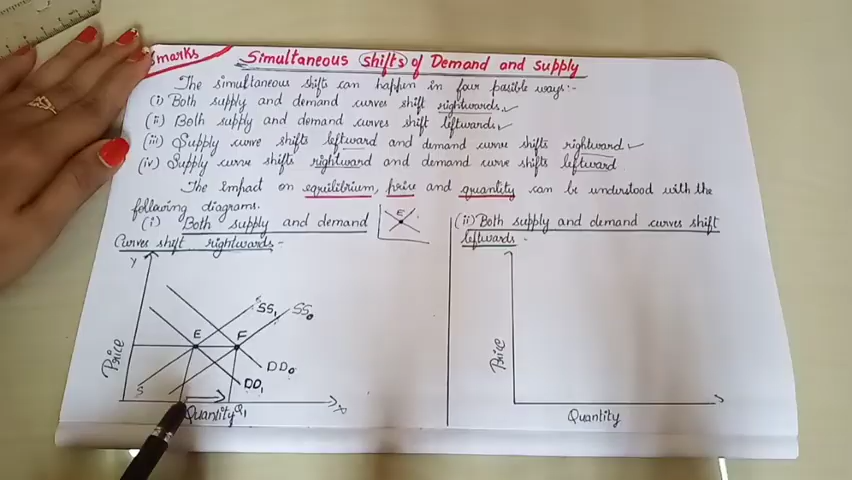 marks
Simultaneous shifts of Demand and Supply
The simultaneous shifts can happen in four posible ways:-
(i) Both supply and demand curves shift rightwards.
(ii) Both supply and demand curves shift leftwards.
(iii) Supply curve shifts leftward and demand curve shifts rightward
(iv) Supply curve shifts rightward and demand curve shifts leftward
The impact on equilibrium, price and quantity can be understood with the
following diagrams.
(i) Both supply and demand
Curves shift rightwards-
E
(ii) Both supply and demand curves shift
leftwards-
Y
Price
E
F
SS1
SS0
DD0
DD1
S
Quantity Q1
X
Price
Quantity